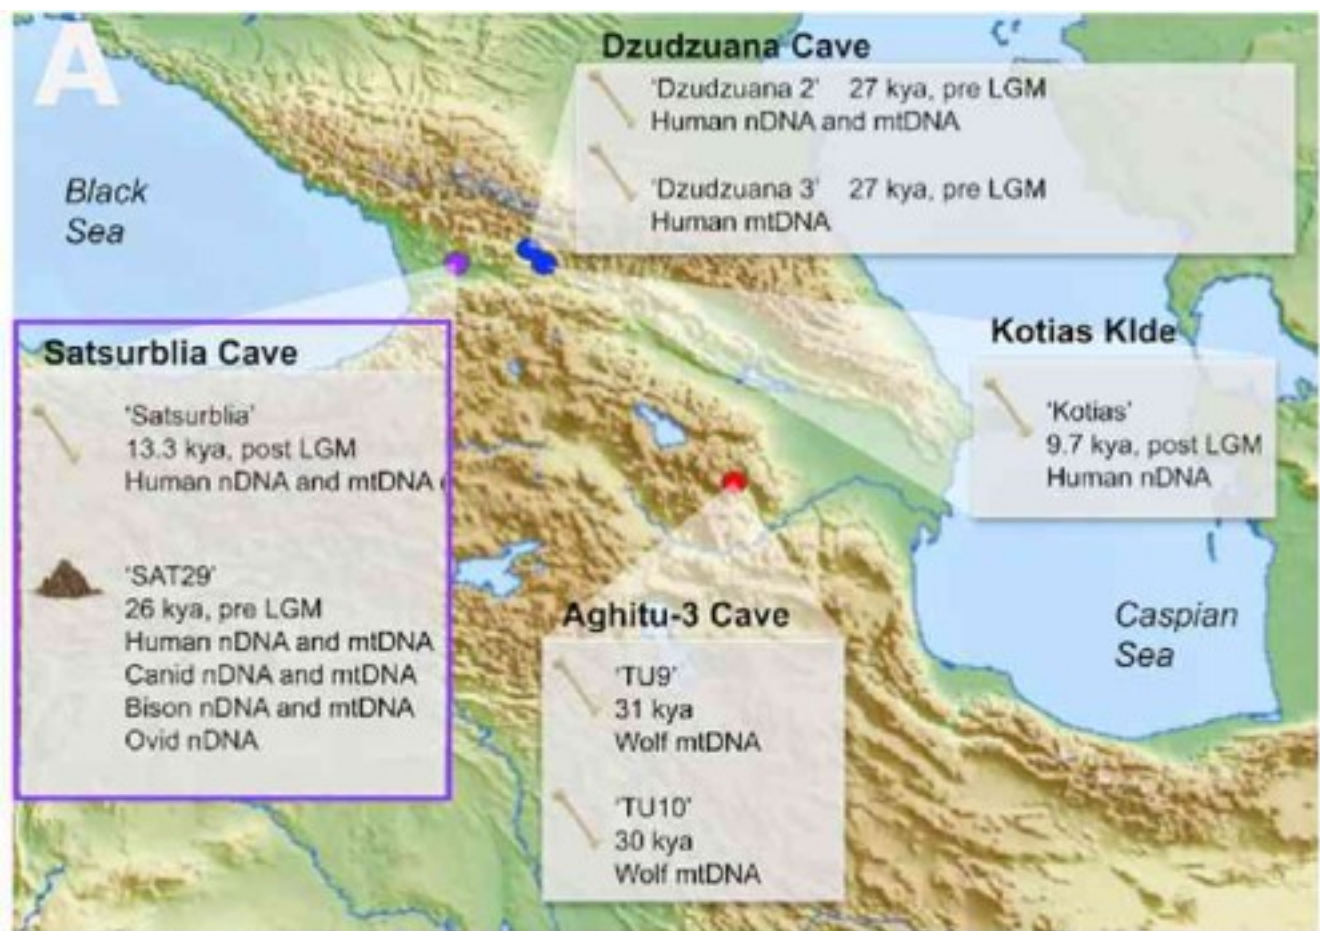 A
Dzudzuana Cave
'Dzudzuana 2' 27 kya, pre LGM
Human nDNA and mtDNA
'Dzudzuana 3' 27 kya, pre LGM
Human mtDNA
Black
Sea
Satsurblia Cave
'Satsurblia'
13.3 kya, post LGM
Human nDNA and mtDNA
'SAT29'
26 kya, pre LGM
Human nDNA and mtDNA
Canid nDNA and mtDNA
Bison nDNA and mtDNA
Ovid nDNA
Kotias Klde
'Kotias'
9.7 kya, post LGM
Human nDNA
Aghitu-3 Cave
'TU9'
31 kya
Wolf mtDNA
'TU10'
30 kya
Wolf mtDNA
Caspian
Sea